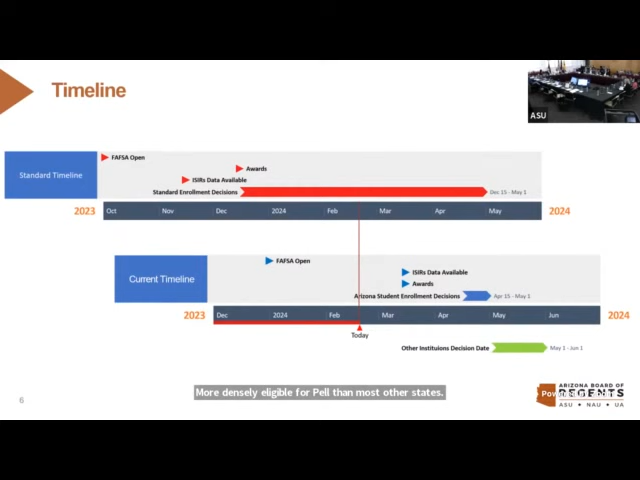 Timeline
ASU
Standard Timeline
FAFSA Open
Awards
ISIRs Data Available
Standard Enrollment Decisions
Dec 15 - May 1
2023
Oct
Nov
Dec
2024
Feb
Mar
Apr
May
2024
Current Timeline
FAFSA Open
ISIRs Data Available
Awards
Arizona Student Enrollment Decisions
Apr 15 - May 1
2023
Dec
2024
Feb
Mar
Apr
May
Jun
2024
Today
Other Instituions Decision Date
May 1 - Jun 1
More densely eligible for Pell than most other states.
6
ARIZONA BOARD OF
REGENTS
ASU • NAU • UA